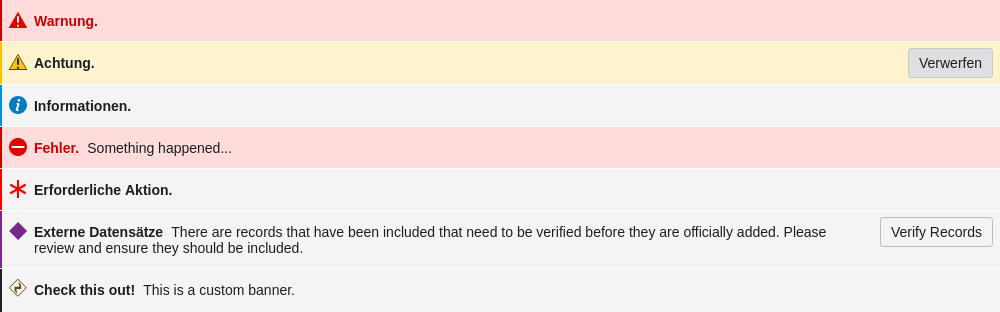 Warnung.
Achtung. Verwerfen
Informationen.
Fehler. Something happened...
Erforderliche Aktion.
Externe Datensätze There are records that have been included that need to be verified before they are officially added. Please Verify Records
review and ensure they should be included.
Check this out! This is a custom banner.